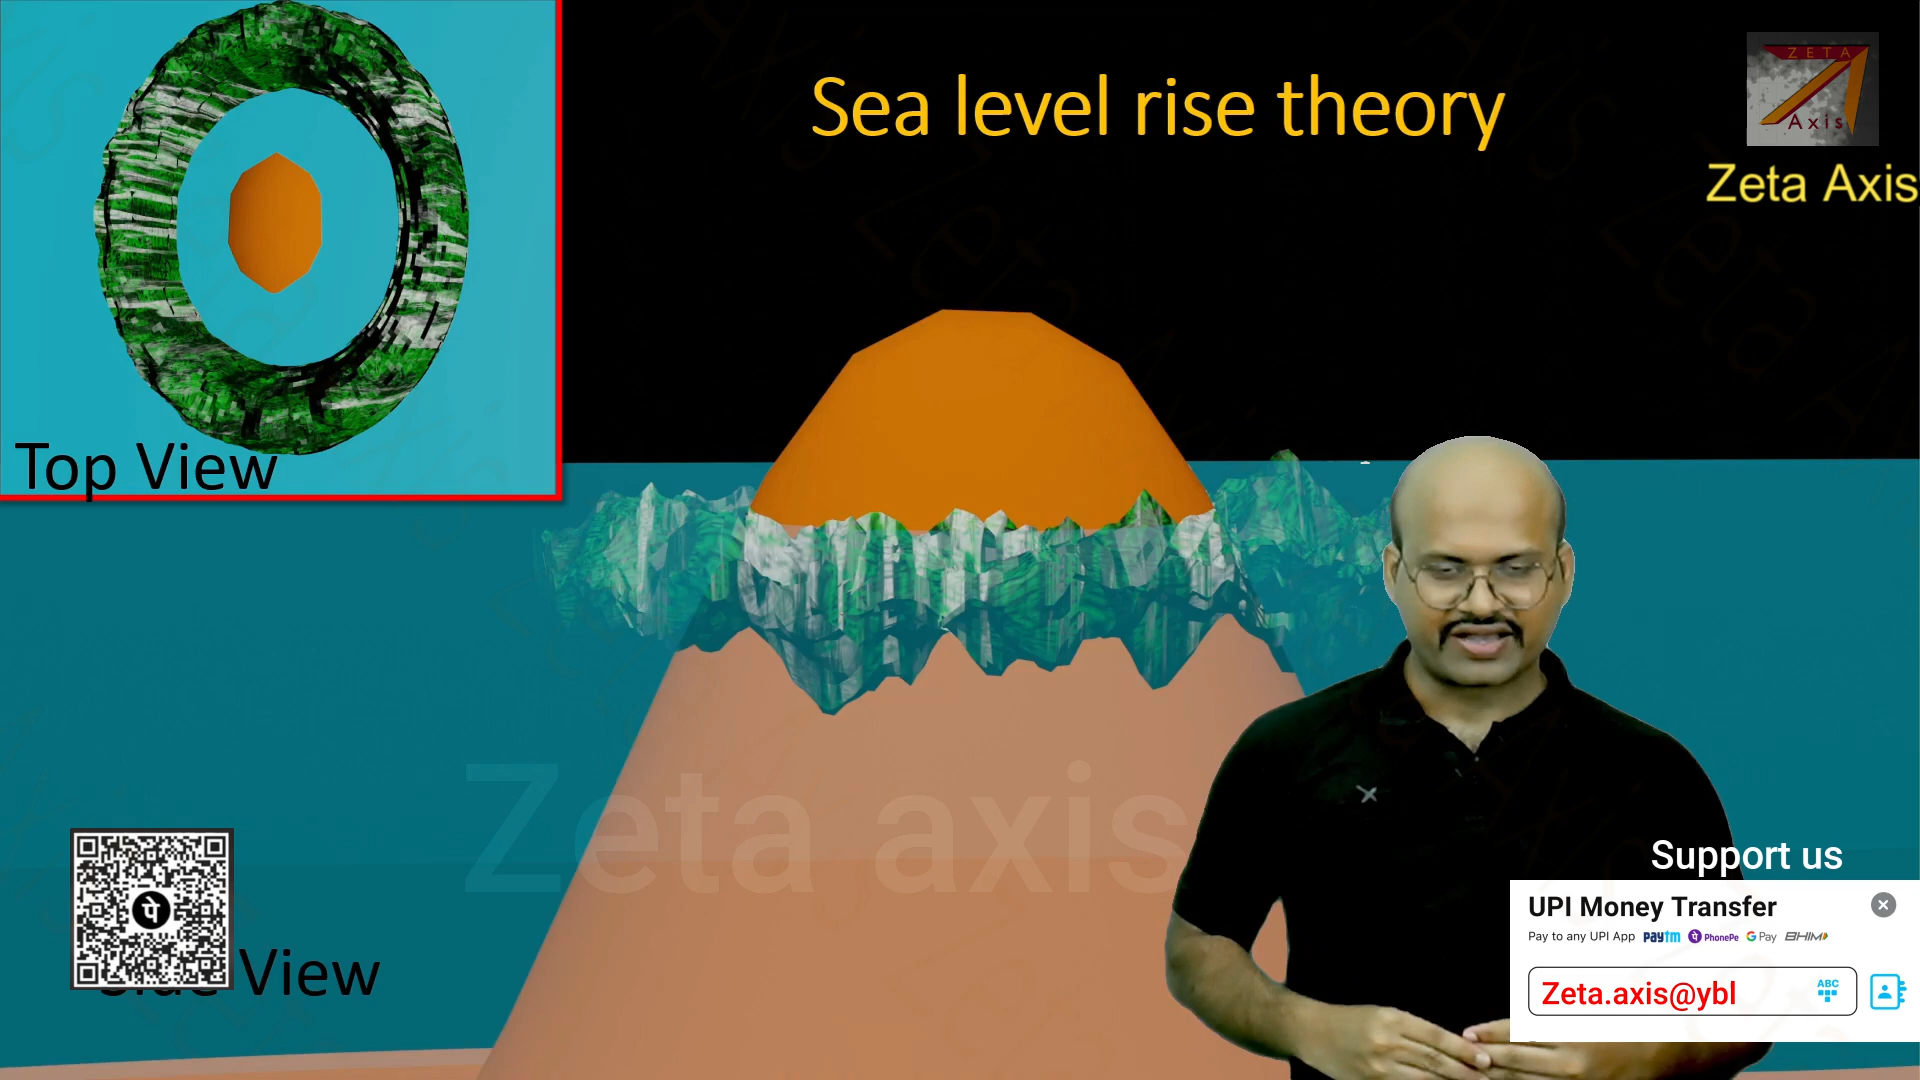 Sea level rise theory
ZETA
Axis
Zeta Axis
Top View
Zeta axis
View
Support us
UPI Money Transfer
Pay to any UPI App Paytm PhonePe G Pay BHIM
Zeta.axis@ybl
ABC
पे